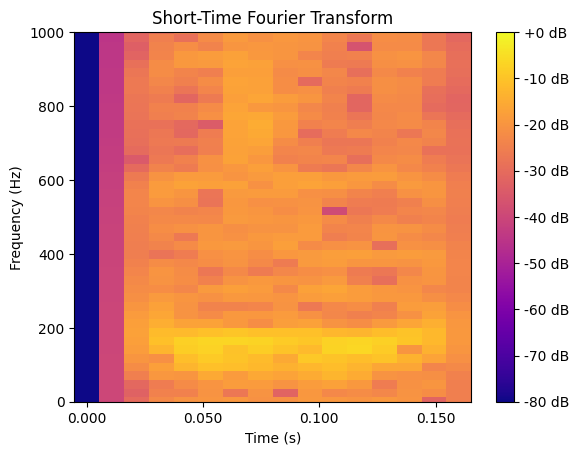 Short-Time Fourier Transform
1000
800
600
400
200
0
Frequency (Hz)
0.000
0.050
0.100
0.150
Time (s)
+0 dB
-10 dB
-20 dB
-30 dB
-40 dB
-50 dB
-60 dB
-70 dB
-80 dB